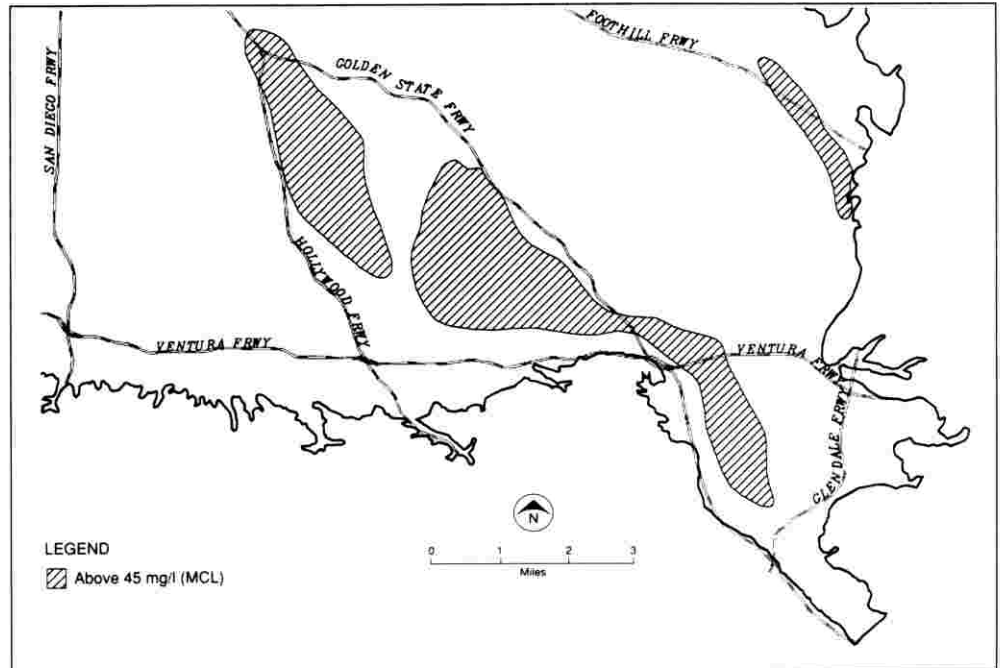 FOOTHILL FRWY
SAN DIEGO FRWY
GOLDEN STATE FRWY
HOLLYWOOD FRWY
VENTURA FRWY
VENTURA FRWY
GLENDALE FRWY
N
LEGEND
Above 45 mg/l (MCL)
0 1 2 3
Miles